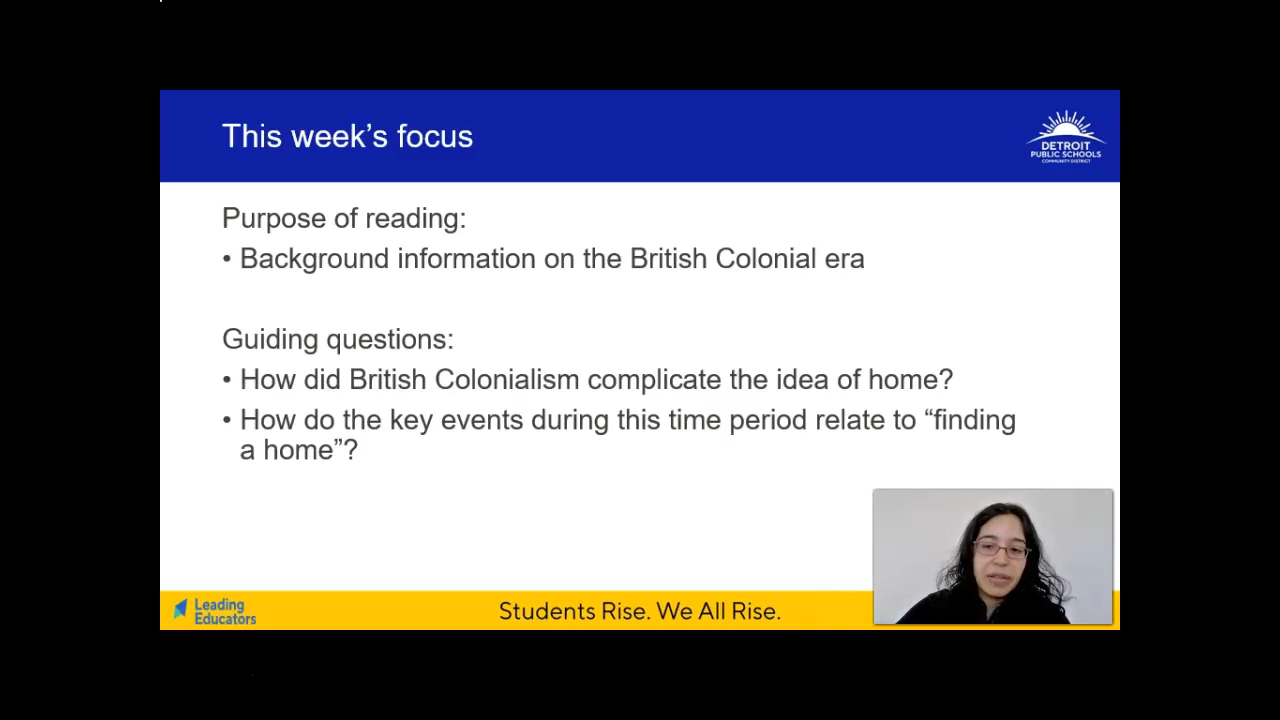 This week's focus
DETROIT
PUBLIC SCHOOLS
COMMUNITY DISTRICT
Purpose of reading:
• Background information on the British Colonial era
Guiding questions:
• How did British Colonialism complicate the idea of home?
• How do the key events during this time period relate to “finding
a home”?
Leading
Educators
Students Rise. We All Rise.